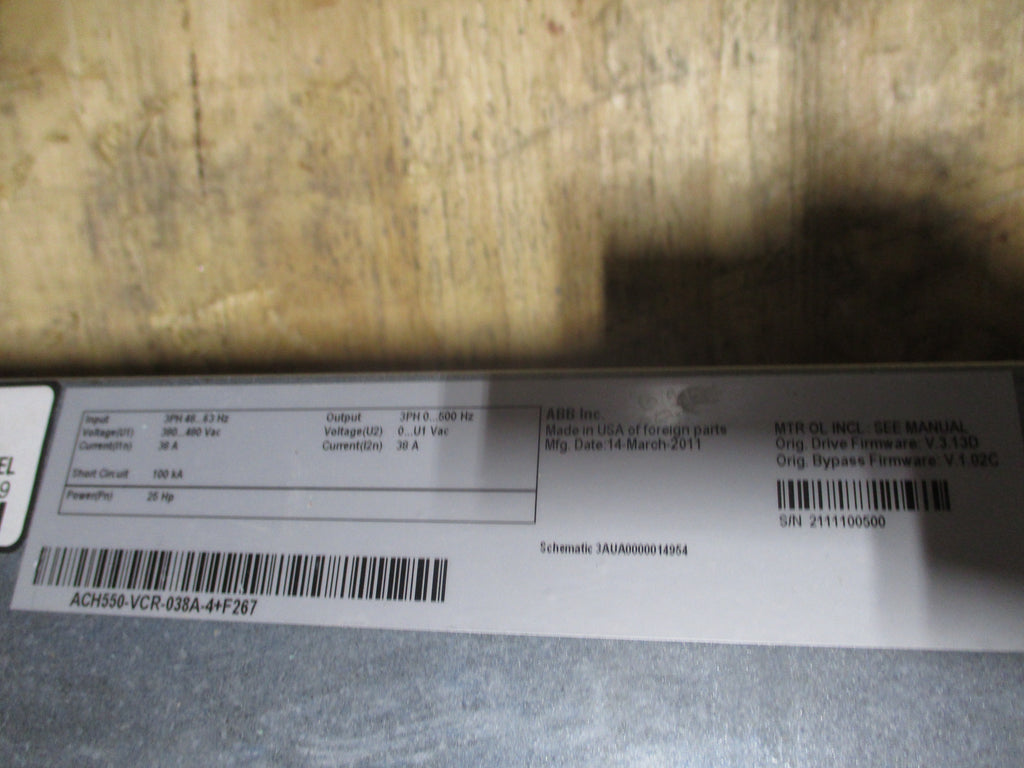 EL
9
Input 3PH 48...63 Hz Output 3PH 0...500 Hz
Voltage(U1) 380...480 Vac Voltage(U2) 0...U1 Vac
Current(I1n) 38 A Current(I2n) 38 A
Short Circuit 100 kA
Power(Pn) 25 Hp
ACH550-VCR-038A-4+F267
ABB Inc.
Made in USA of foreign parts
Mfg. Date:14-March-2011
Schematic 3AUA0000014954
MTR OL INCL: SEE MANUAL
Orig. Drive Firmware: V.3.13D
Orig. Bypass Firmware: V.1.02C
S/N 2111100500